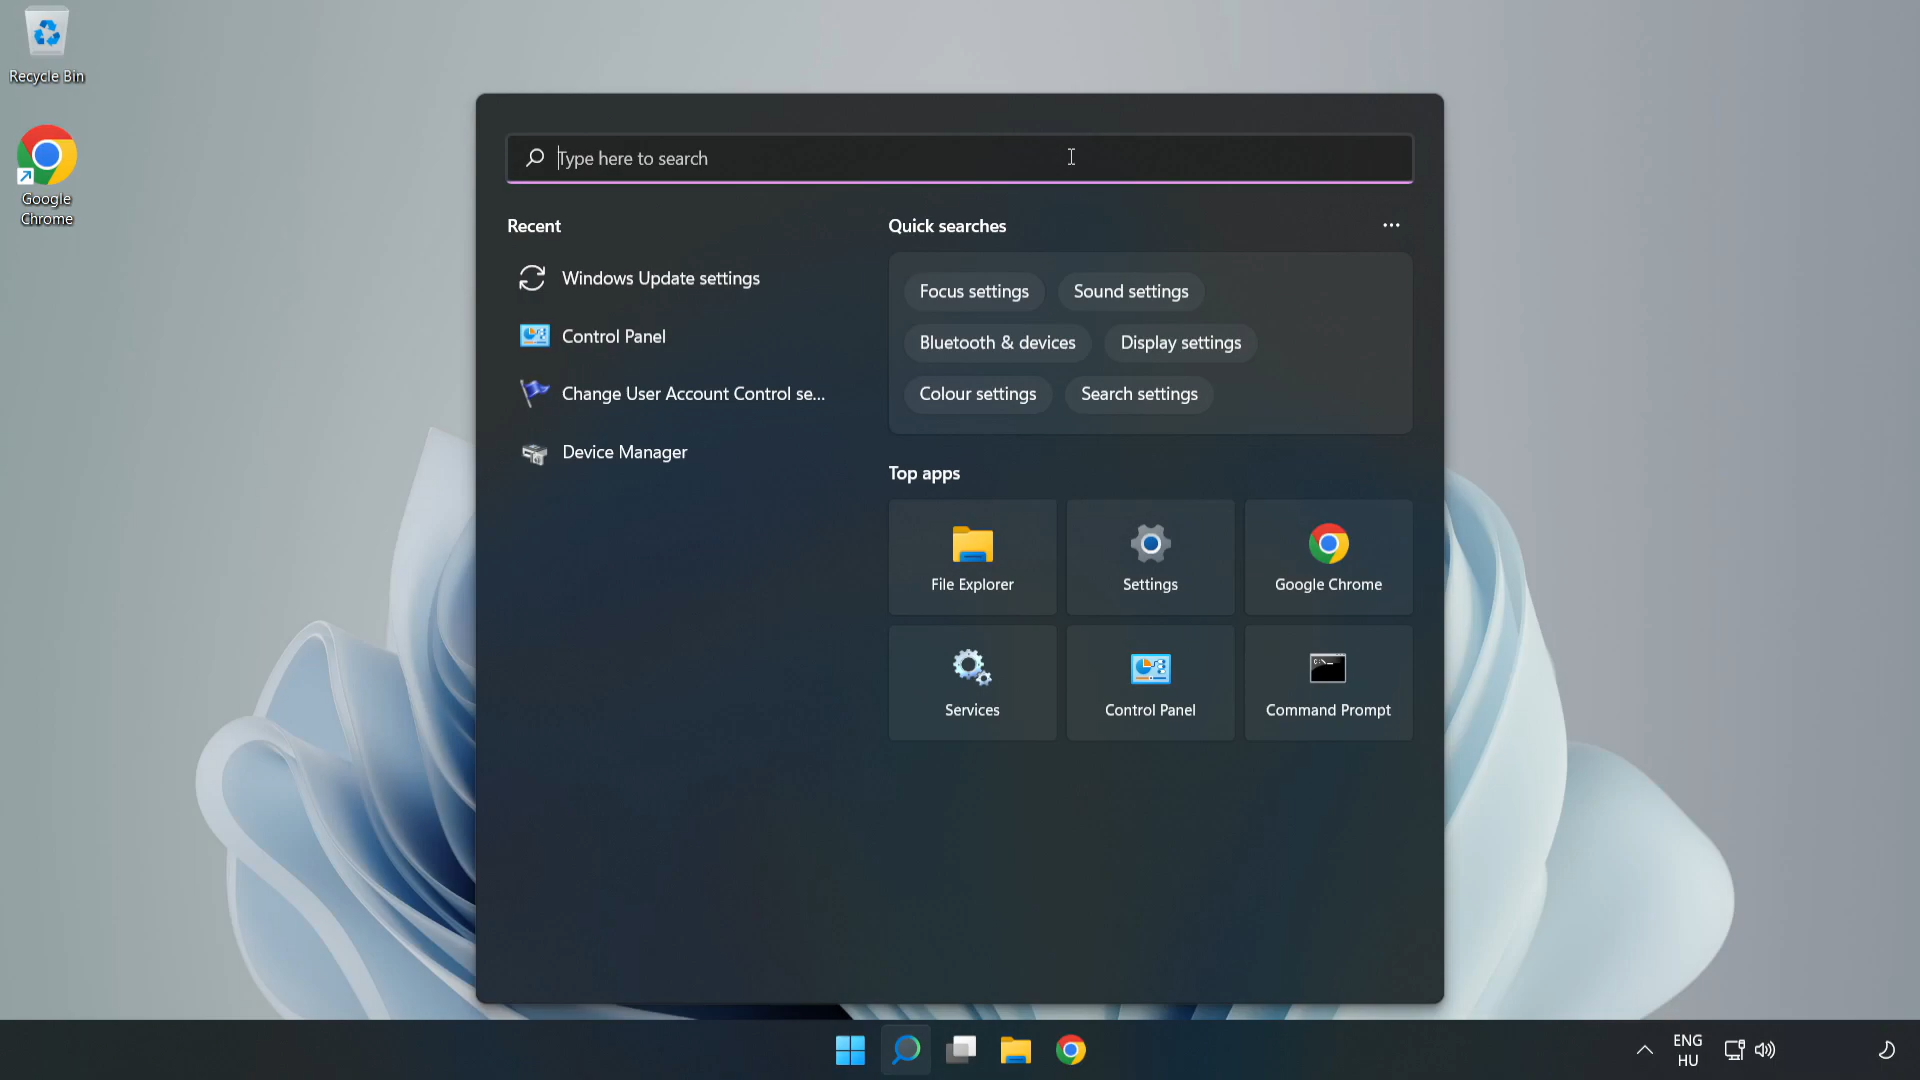 Recycle Bin
Google
Chrome
Type here to search
Recent
Windows Update settings
Control Panel
Change User Account Control se...
Device Manager
Quick searches
Focus settings
Sound settings
Bluetooth & devices
Display settings
Colour settings
Search settings
Top apps
File Explorer
Settings
Google Chrome
Services
Control Panel
Command Prompt
ENG
HU